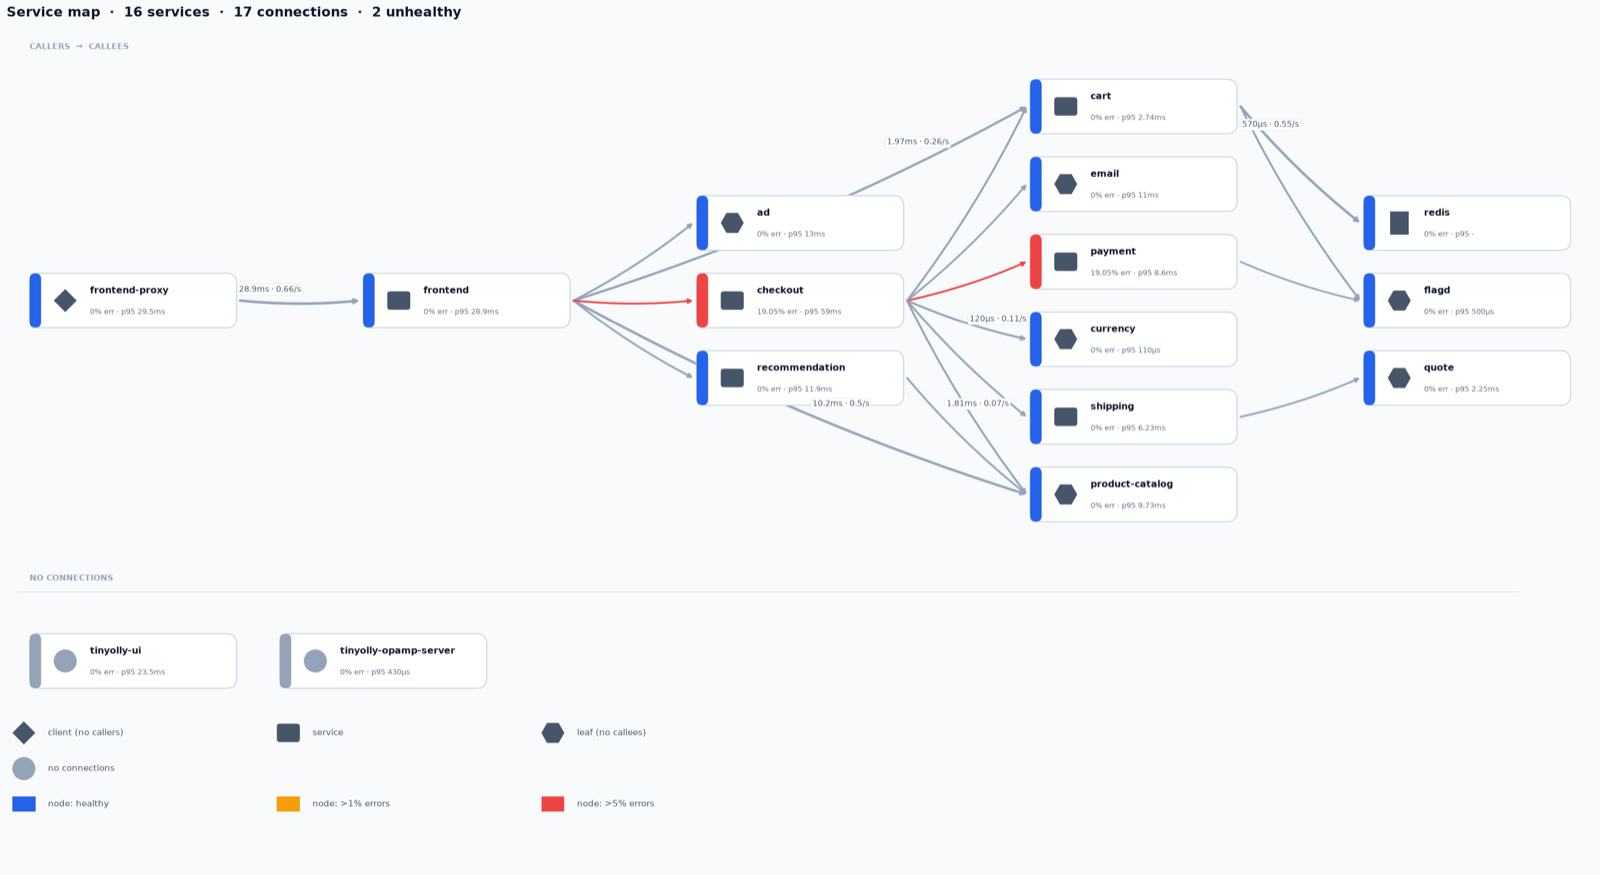 Service map · 16 services · 17 connections · 2 unhealthy
CALLERS → CALLEES
cart
0% err · p95 2.74ms
570µs · 0.55/s
1.97ms · 0.26/s
email
0% err · p95 11ms
ad
0% err · p95 13ms
redis
0% err · p95 -
payment
19.05% err · p95 8.6ms
frontend-proxy
0% err · p95 29.5ms
28.9ms · 0.66/s
frontend
0% err · p95 28.9ms
checkout
19.05% err · p95 59ms
flagd
0% err · p95 500µs
120µs · 0.11/s
currency
0% err · p95 110µs
recommendation
0% err · p95 11.9ms
10.2ms · 0.5/s
1.81ms · 0.07/s
quote
0% err · p95 2.25ms
shipping
0% err · p95 6.23ms
product-catalog
0% err · p95 9.73ms
NO CONNECTIONS
tinyolly-ui
0% err · p95 23.5ms
tinyolly-opamp-server
0% err · p95 430µs
client (no callers)
service
leaf (no callees)
no connections
node: healthy
node: >1% errors
node: >5% errors